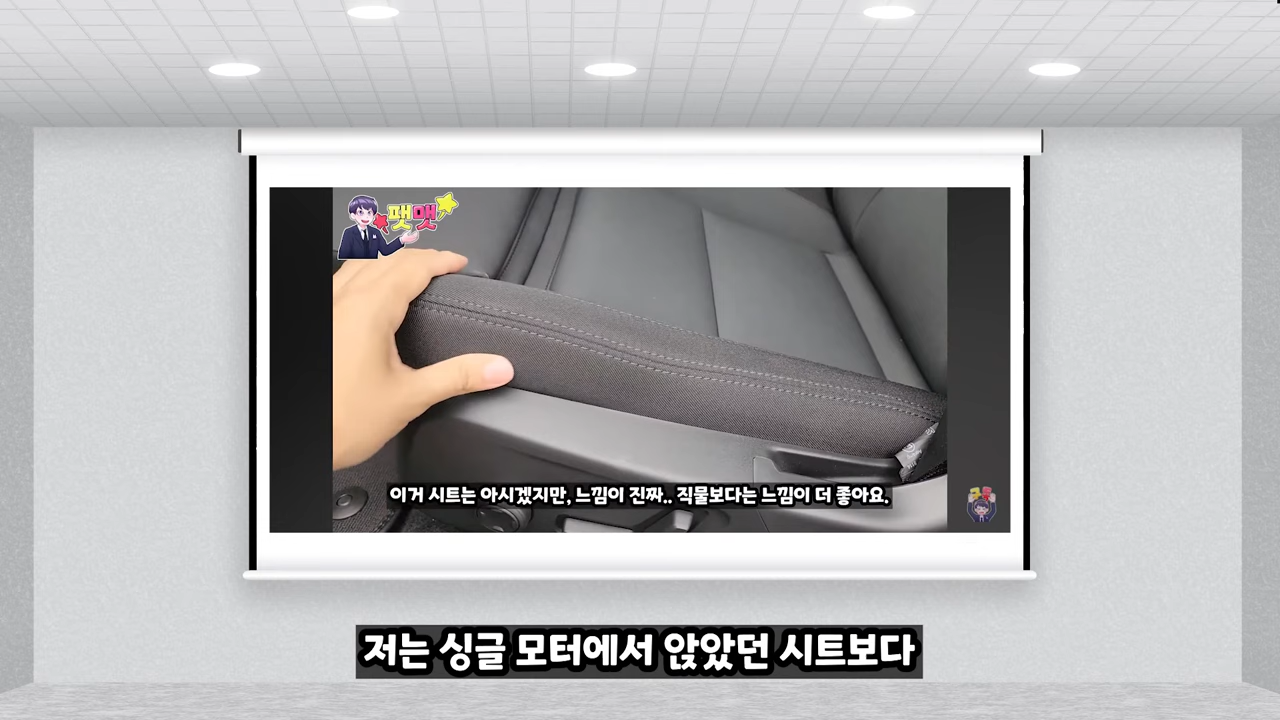 팻맷
이거 시트는 아시겠지만, 느낌이 진짜.. 직물보다는 느낌이 더 좋아요.
구독
저는 싱글 모터에서 앉았던 시트보다